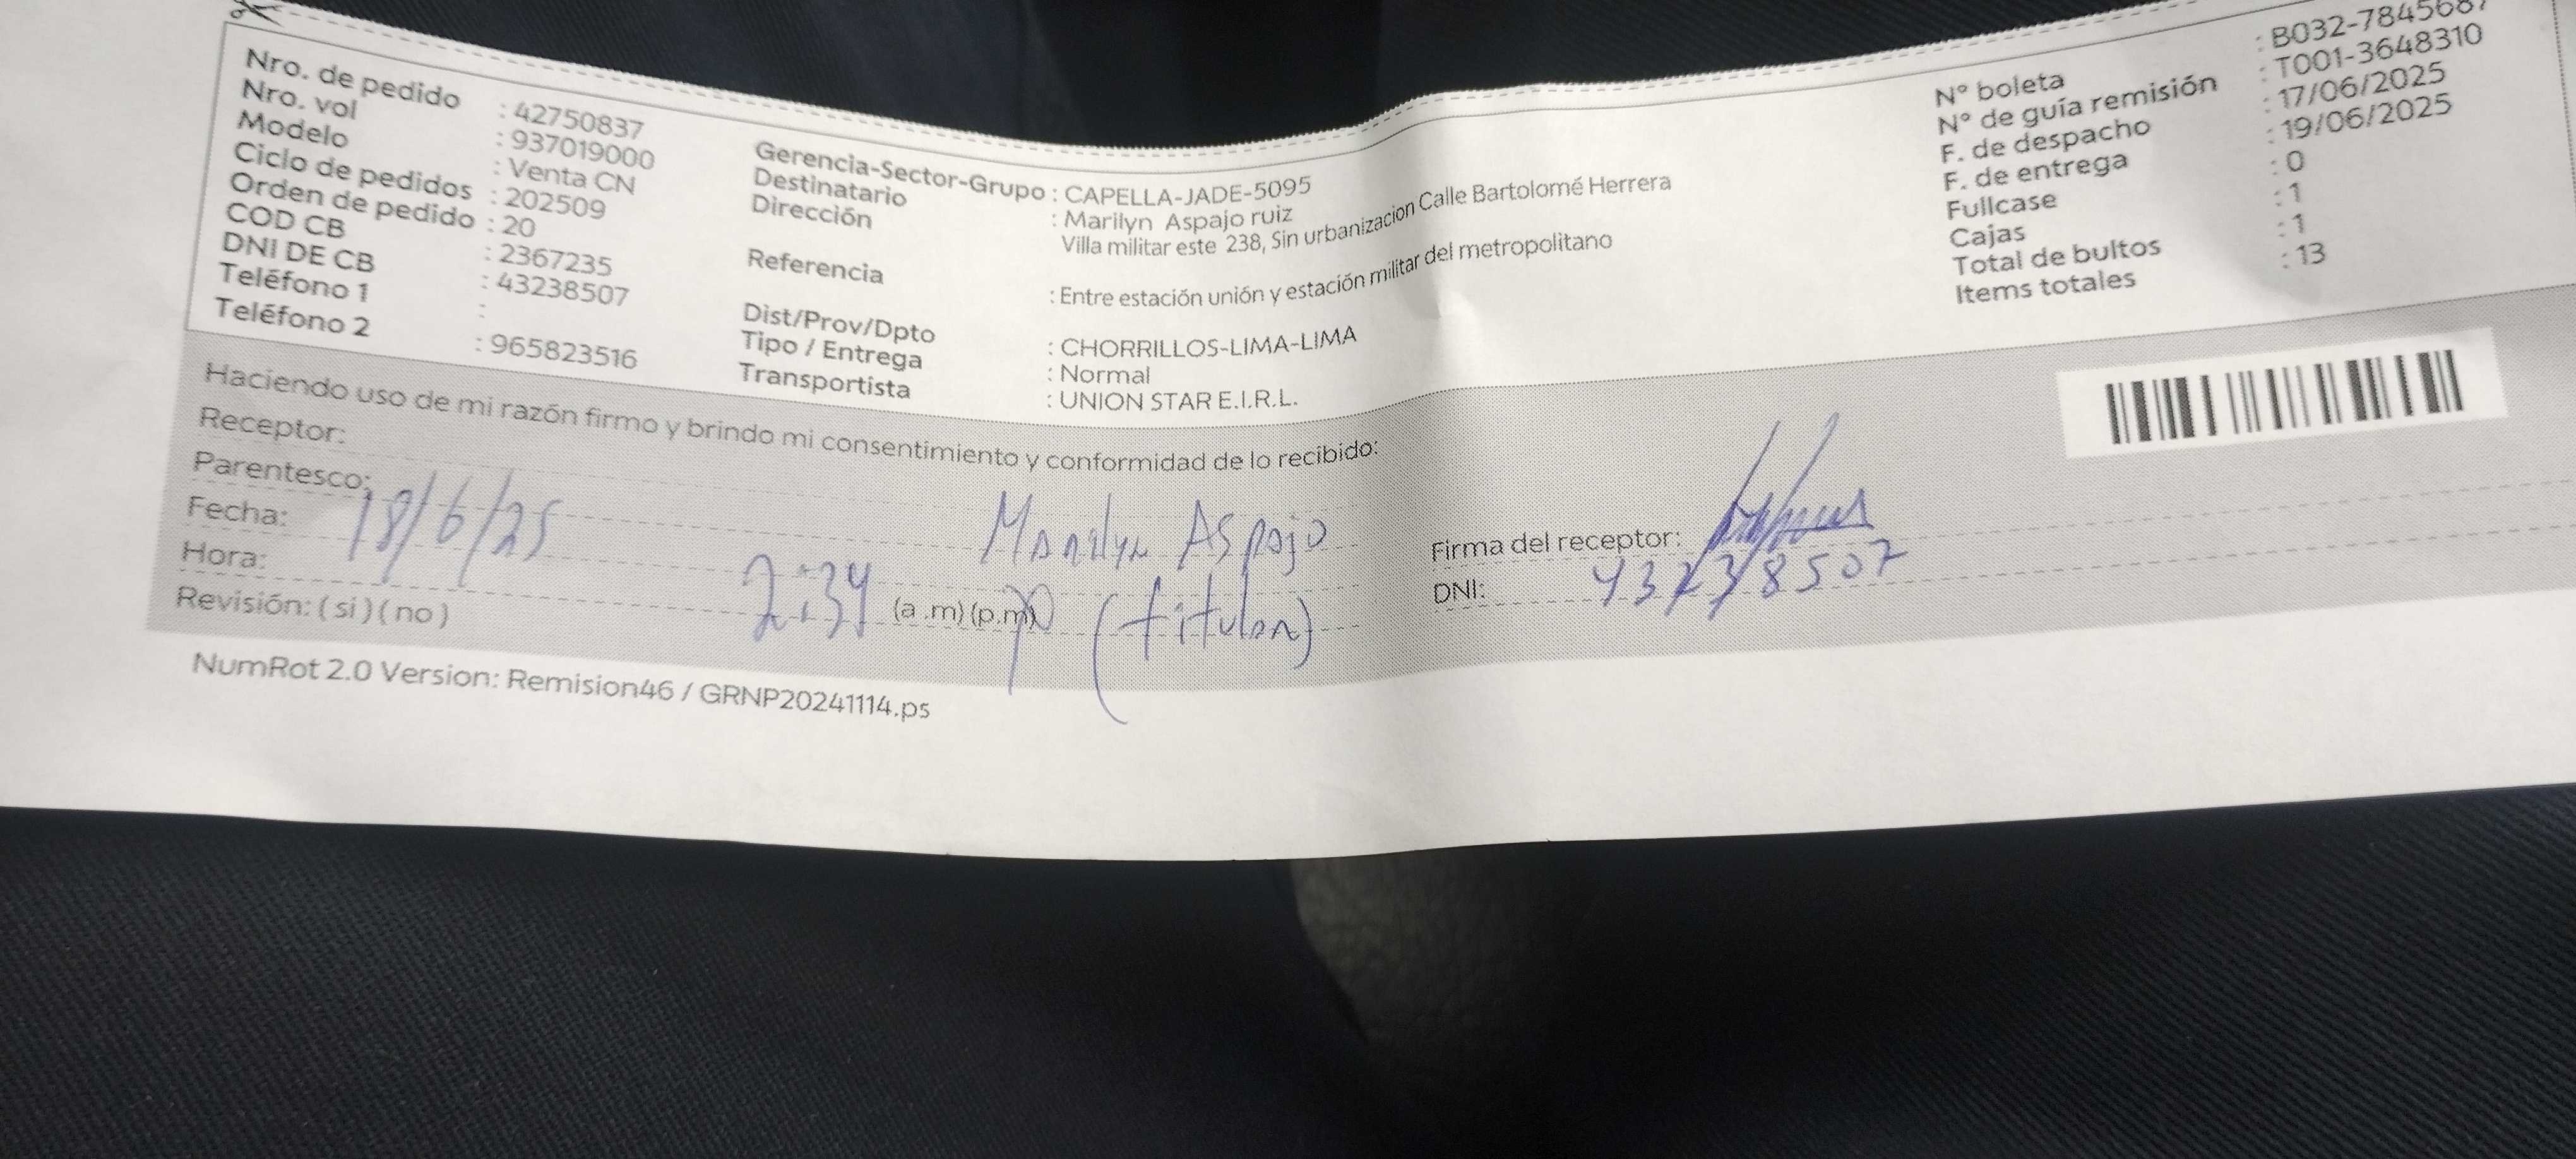 Nro. de pedido : 42750837
Nro. vol : 937019000
Modelo : Venta CN
Ciclo de pedidos : 202509
Orden de pedido : 20
COD CB : 2367235
DNI DE CB : 43238507
Teléfono 1 :
Teléfono 2 : 965823516
Gerencia-Sector-Grupo : CAPELLA-JADE-5095
Destinatario : Marilyn Aspajo ruiz
Dirección Villa militar este 238, Sin urbanizacion Calle Bartolomé Herrera
Referencia : Entre estación unión y estación militar del metropolitano
Dist/Prov/Dpto : CHORRILLOS-LIMA-LIMA
Tipo / Entrega : Normal
Transportista : UNION STAR E.I.R.L.
N° boleta : B032-7845687
N° de guía remisión : T001-3648310
F. de despacho : 17/06/2025
F. de entrega : 19/06/2025
Fullcase : 0
Cajas : 1
Total de bultos : 1
Items totales : 13
Haciendo uso de mi razón firmo y brindo mi consentimiento y conformidad de lo recibido:
Receptor: Marilyn Aspajo
Parentesco: (titular)
Fecha: 18/6/25
Hora: 2:34 (a.m) (p.m)
Revisión: ( si ) ( no )
Firma del receptor:
DNI: 43238507
NumRot 2.0 Version: Remision46 / GRNP20241114.ps